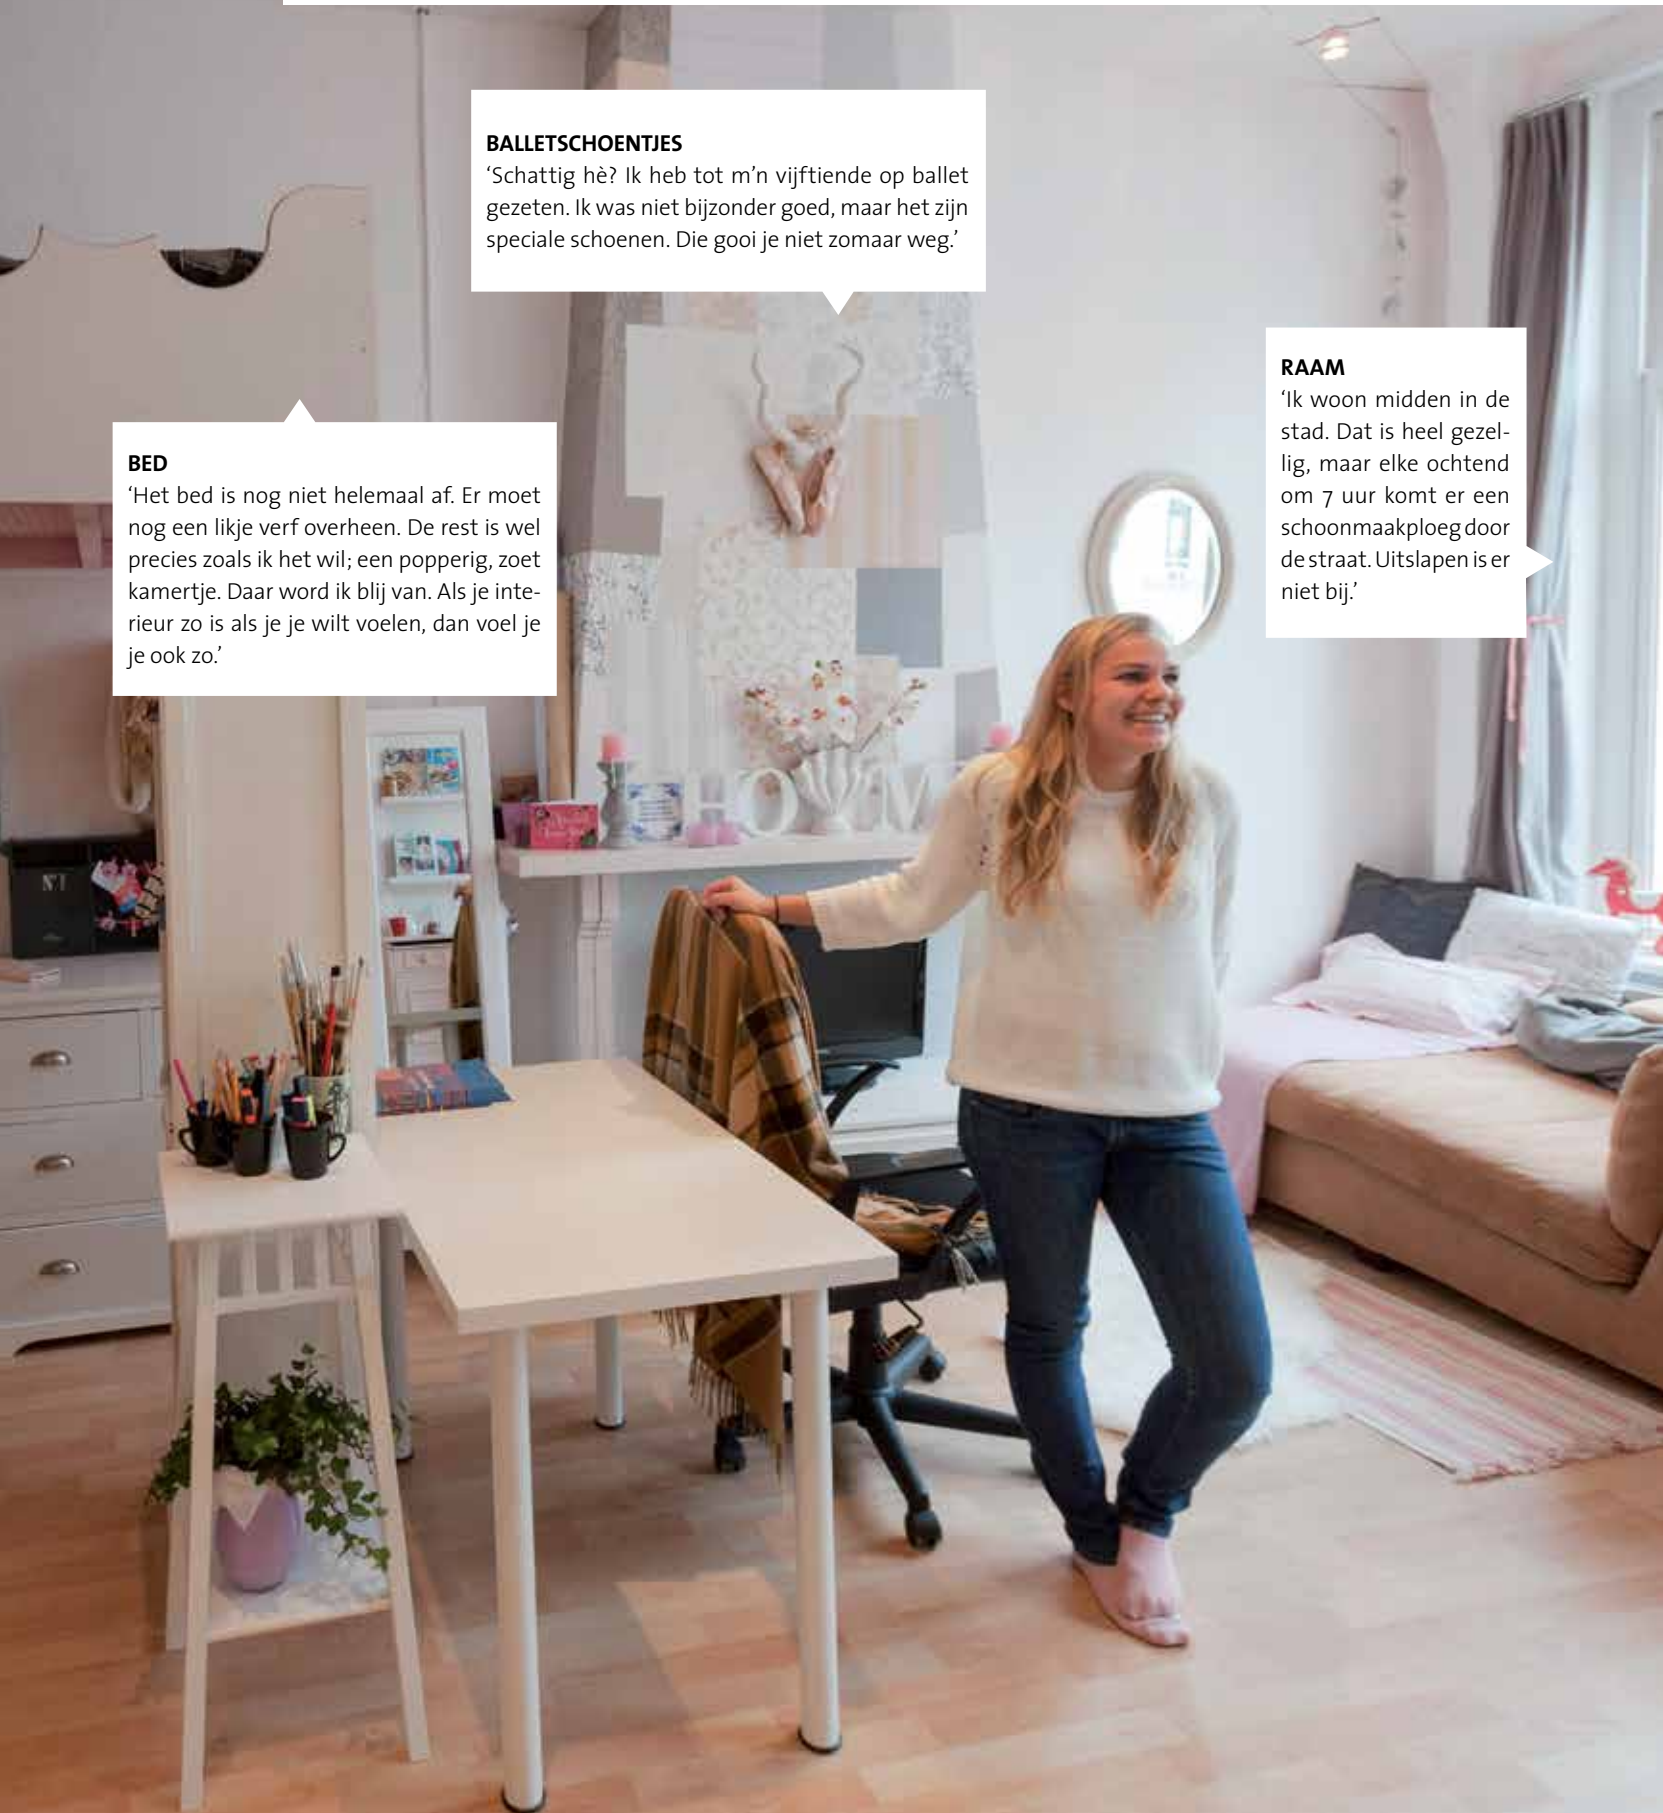 BALLETSCHOENTJES
‘Schattig hè? Ik heb tot m’n vijftiende op ballet
gezeten. Ik was niet bijzonder goed, maar het zijn
speciale schoenen. Die gooi je niet zomaar weg.’
RAAM
‘Ik woon midden in de
stad. Dat is heel gezel-
lig, maar elke ochtend
om 7 uur komt er een
schoonmaakploeg door
de straat. Uitslapen is er
niet bij.’
BED
‘Het bed is nog niet helemaal af. Er moet
nog een likje verf overheen. De rest is wel
precies zoals ik het wil; een popperig, zoet
kamertje. Daar word ik blij van. Als je inte-
rieur zo is als je je wilt voelen, dan voel je
je ook zo.’
HOM
N°1